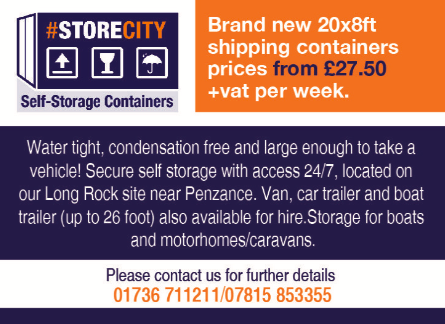 #STORECITY
Self-Storage Containers
Brand new 20x8ft
shipping containers
prices from £27.50
+vat per week.
Water tight, condensation free and large enough to take a
vehicle! Secure self storage with access 24/7, located on
our Long Rock site near Penzance. Van, car trailer and boat
trailer (up to 26 foot) also available for hire.Storage for boats
and motorhomes/caravans.
Please contact us for further details
01736 711211/07815 853355